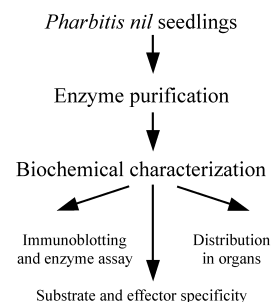 Pharbitis nil seedlings
Enzyme purification
Biochemical characterization
Immunoblotting
and enzyme assay
Distribution
in organs
Substrate and effector specificity